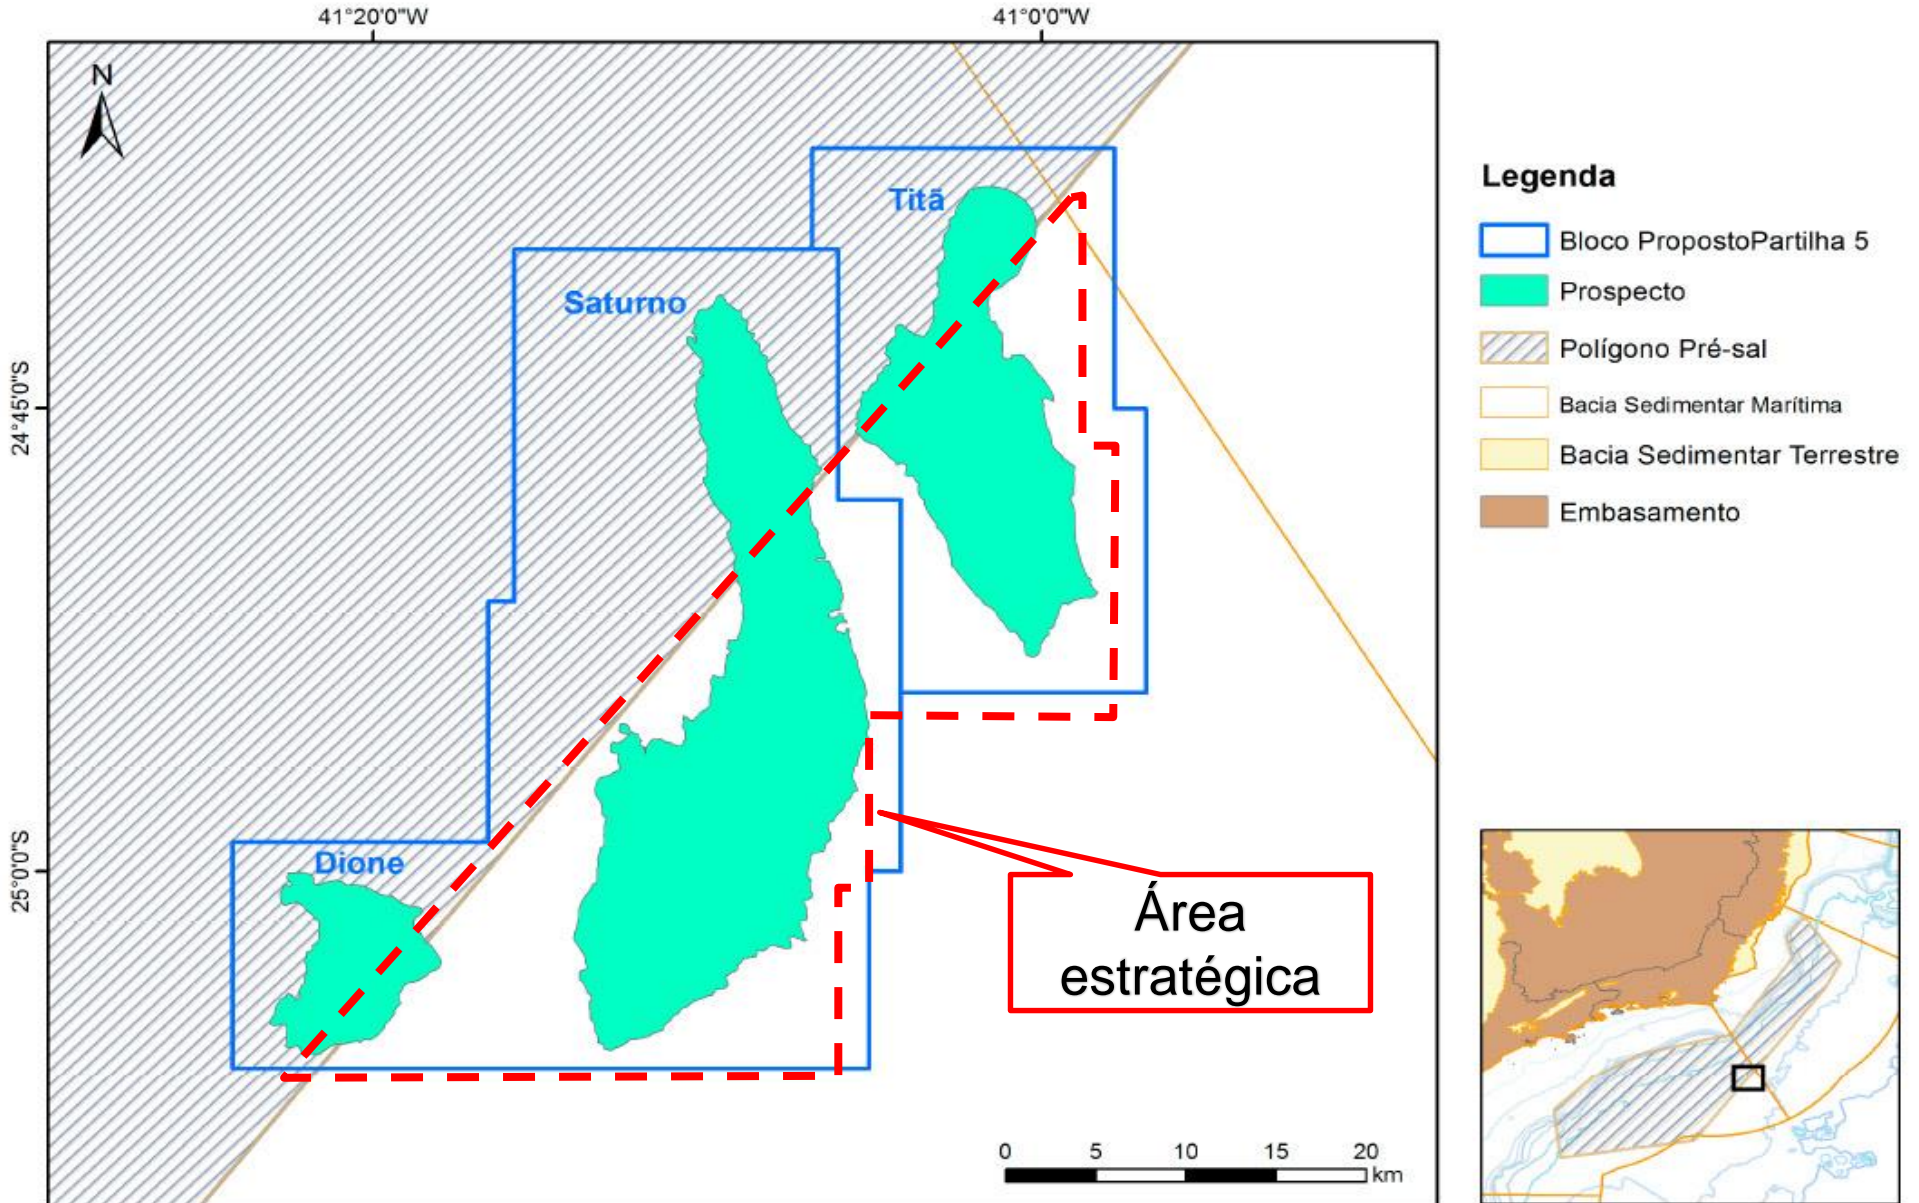 41°20'0"W
41°0'0"W
N
Titã
Saturno
Dione
24°45'0"S
25°0'0"S
Área
estratégica
0 5 10 15 20
km
Legenda
Bloco PropostoPartilha 5
Prospecto
Polígono Pré-sal
Bacia Sedimentar Marítima
Bacia Sedimentar Terrestre
Embasamento